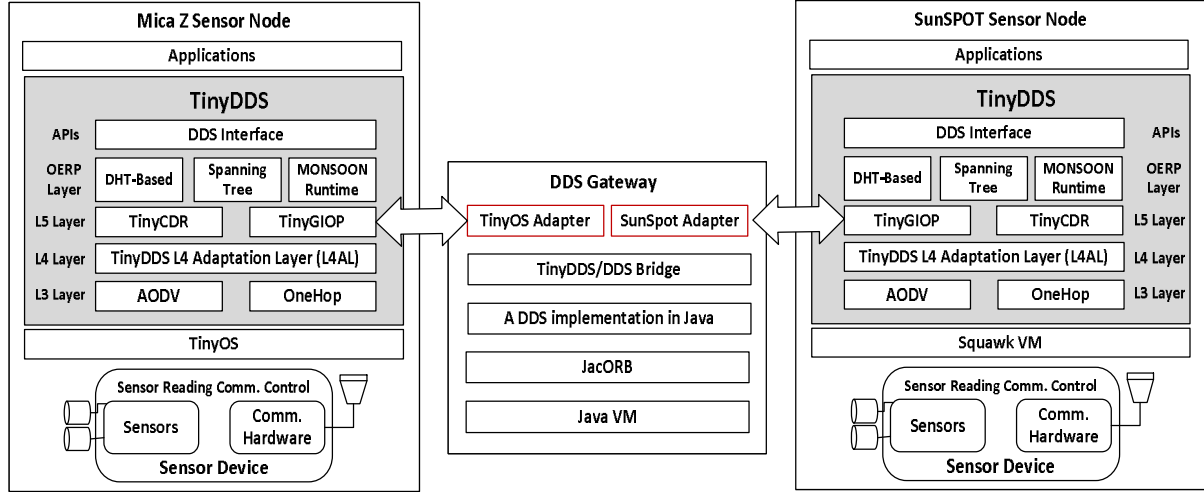 Mica Z Sensor Node
Applications
TinyDDS
APIs
DDS Interface
OERP
Layer
DHT-Based
Spanning
Tree
MONSOON
Runtime
L5 Layer
TinyCDR
TinyGIOP
L4 Layer
TinyDDS L4 Adaptation Layer (L4AL)
L3 Layer
AODV
OneHop
TinyOS
Sensor Reading Comm. Control
Sensors
Comm.
Hardware
Sensor Device
DDS Gateway
TinyOS Adapter
SunSpot Adapter
TinyDDS/DDS Bridge
A DDS implementation in Java
JacORB
Java VM
SunSPOT Sensor Node
Applications
TinyDDS
DDS Interface
APIs
DHT-Based
Spanning
Tree
MONSOON
Runtime
OERP
Layer
TinyGIOP
TinyCDR
L5 Layer
TinyDDS L4 Adaptation Layer (L4AL)
L4 Layer
AODV
OneHop
L3 Layer
Squawk VM
Sensor Reading Comm. Control
Sensors
Comm.
Hardware
Sensor Device